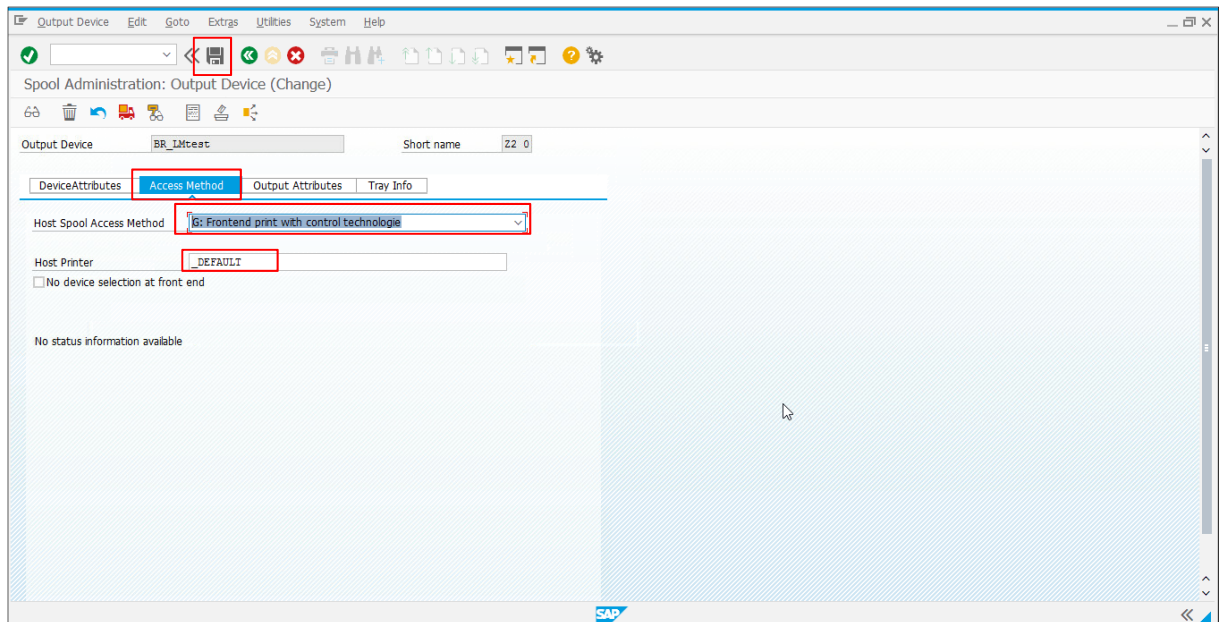 Output Device Edit Goto Extras Utilities System Help
Spool Administration: Output Device (Change)
Output Device BR_LMtest Short name Z2 0
DeviceAttributes Access Method Output Attributes Tray Info
Host Spool Access Method G: Frontend print with control technologie
Host Printer _DEFAULT
No device selection at front end
No status information available
SAP